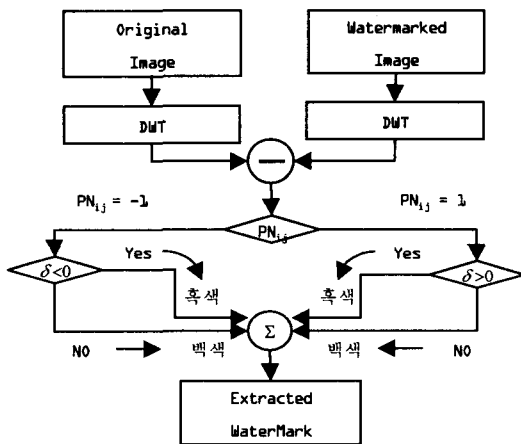 Original
Image
Watermarked
Image
DWT
DWT
—
PNij = -1
PNij = 1
PNij
Yes
Yes
δ<0
δ>0
흑색
흑색
Σ
NO
백색
백색
NO
Extracted
WaterMark